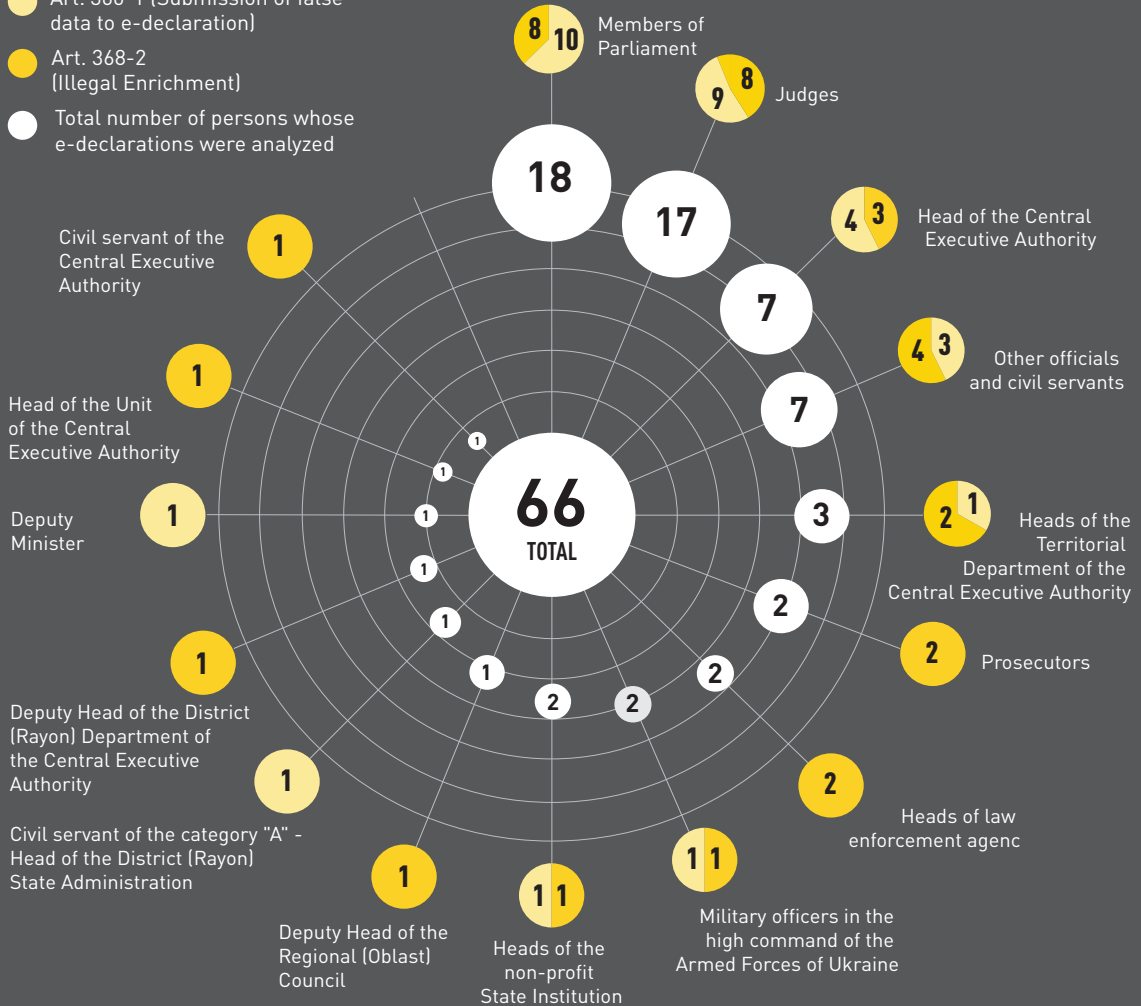 data to e-declaration)
Art. 368-2
(Illegal Enrichment)
Total number of persons whose
e-declarations were analyzed
8 10
Members of
Parliament
18
9 8
Judges
17
4 3
Head of the Central
Executive Authority
7
4 3
Other officials
and civil servants
7
2 1
Heads of the
Territorial
Department of the
Central Executive Authority
3
2
Prosecutors
2
2
Heads of law
enforcement agenc
2
1 1
Military officers in the
high command of the
Armed Forces of Ukraine
2
1 1
Heads of the
non-profit
State Institution
2
1
Deputy Head of the
Regional (Oblast)
Council
1
1
Civil servant of the category "A" -
Head of the District (Rayon)
State Administration
1
1
Deputy Head of the District
(Rayon) Department of
the Central Executive
Authority
1
1
Deputy
Minister
1
1
Head of the Unit
of the Central
Executive Authority
1
1
Civil servant of the
Central Executive
Authority
1
66
TOTAL